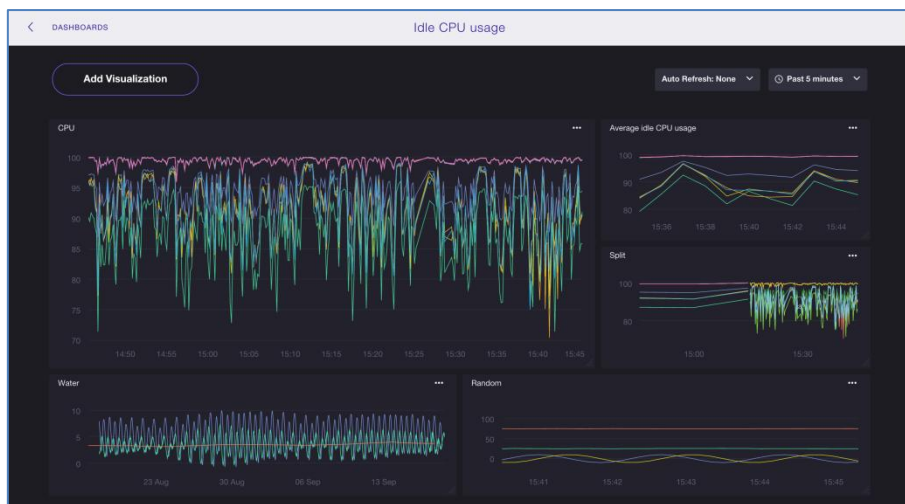 DASHBOARDS Idle CPU usage
Add Visualization Auto Refresh: None Past 5 minutes
CPU
100
95
90
85
80
75
70
14:50 14:55 15:00 15:05 15:10 15:15 15:20 15:25 15:30 15:35 15:40 15:45
Average idle CPU usage
100
90
80
15:36 15:38 15:40 15:42 15:44
Split
100
80
15:00 15:30
Water
10
5
0
23 Aug 30 Aug 06 Sep 13 Sep
Random
100
50
0
15:41 15:42 15:43 15:44 15:45